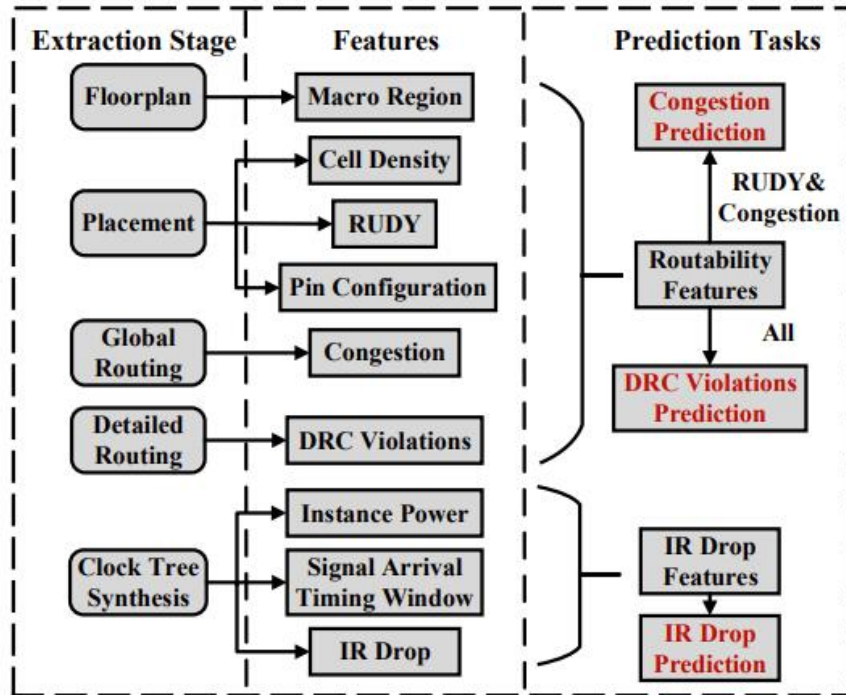 Extraction Stage
Features
Prediction Tasks
Floorplan
Macro Region
Cell Density
Placement
RUDY
Pin Configuration
Global
Routing
Congestion
Detailed
Routing
DRC Violations
Instance Power
Clock Tree
Synthesis
Signal Arrival
Timing Window
IR Drop
Congestion
Prediction
RUDY&
Congestion
Routability
Features
All
DRC Violations
Prediction
IR Drop
Features
IR Drop
Prediction